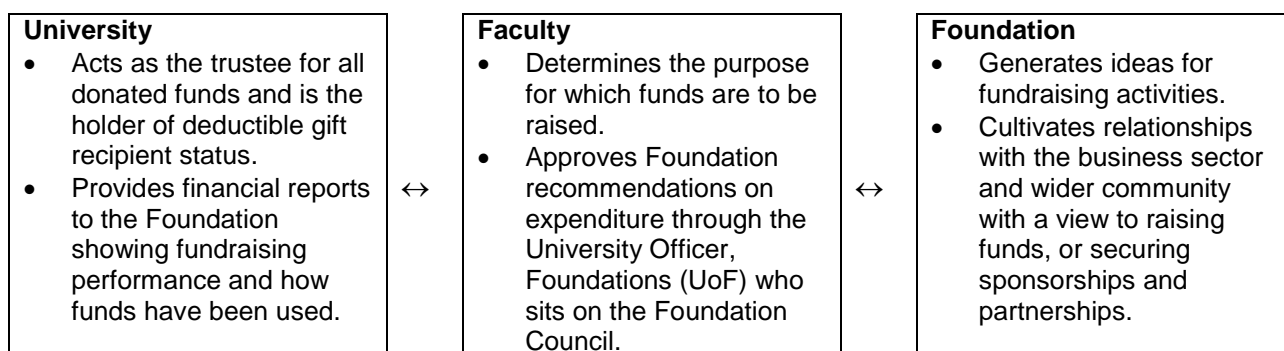 University
• Acts as the trustee for all
donated funds and is the
holder of deductible gift
recipient status.
• Provides financial reports
to the Foundation
showing fundraising
performance and how
funds have been used.
↔
Faculty
• Determines the purpose
for which funds are to be
raised.
• Approves Foundation
recommendations on
expenditure through the
University Officer,
Foundations (UoF) who
sits on the Foundation
Council.
↔
Foundation
• Generates ideas for
fundraising activities.
• Cultivates relationships
with the business sector
and wider community
with a view to raising
funds, or securing
sponsorships and
partnerships.